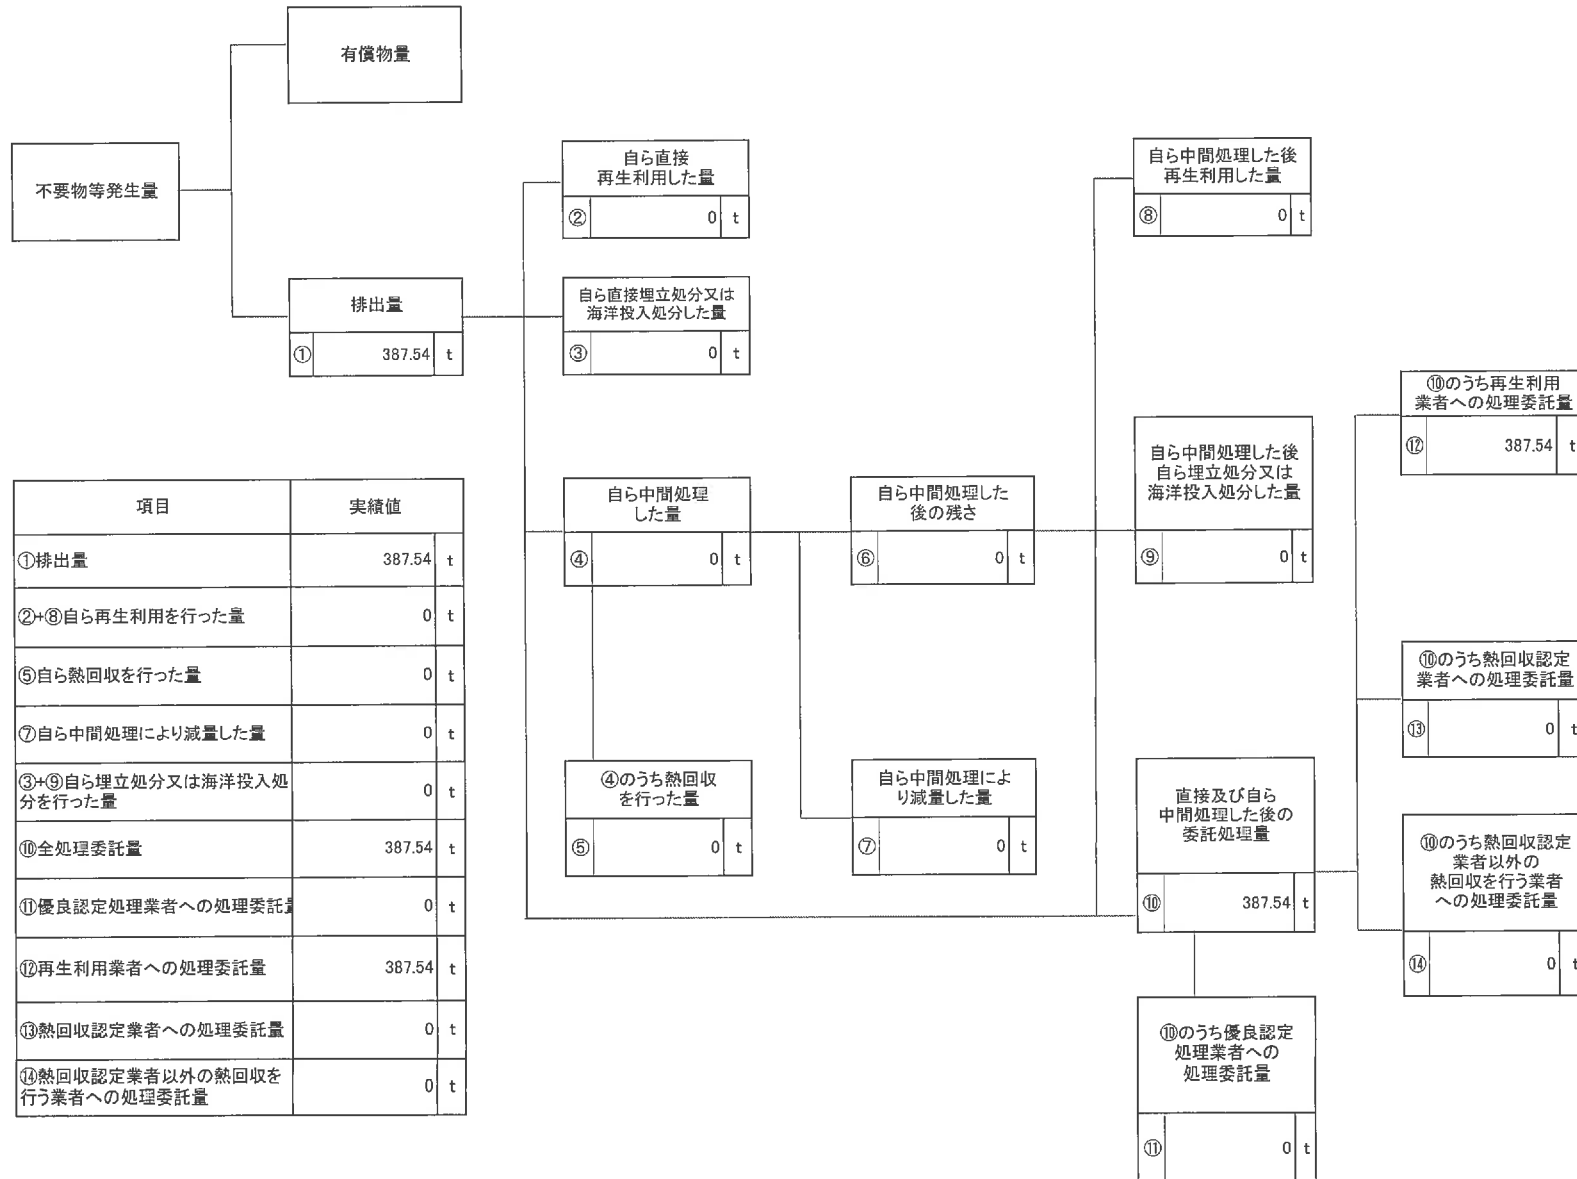 有償物量
不要物等発生量
排出量
① 387.54 t
自ら直接
再生利用した量
② 0 t
自ら直接埋立処分又は
海洋投入処分した量
③ 0 t
自ら中間処理
した量
④ 0 t
④のうち熱回収
を行った量
⑤ 0 t
自ら中間処理した
後の残さ
⑥ 0 t
自ら中間処理によ
り減量した量
⑦ 0 t
自ら中間処理した後
再生利用した量
⑧ 0 t
自ら中間処理した後
自ら埋立処分又は
海洋投入処分した量
⑨ 0 t
直接及び自ら
中間処理した後の
委託処理量
⑩ 387.54 t
⑩のうち優良認定
処理業者への
処理委託量
⑪ 0 t
⑩のうち再生利用
業者への処理委託量
⑫ 387.54 t
⑩のうち熱回収認定
業者への処理委託量
⑬ 0 t
⑩のうち熱回収認定
業者以外の
熱回収を行う業者
への処理委託量
⑭ 0 t
項目 実績値
①排出量 387.54 t
②+⑧自ら再生利用を行った量 0 t
⑤自ら熱回収を行った量 0 t
⑦自ら中間処理により減量した量 0 t
③+⑨自ら埋立処分又は海洋投入処
分を行った量 0 t
⑩全処理委託量 387.54 t
⑪優良認定処理業者への処理委託量 0 t
⑫再生利用業者への処理委託量 387.54 t
⑬熱回収認定業者への処理委託量 0 t
⑭熱回収認定業者以外の熱回収を
行う業者への処理委託量 0 t